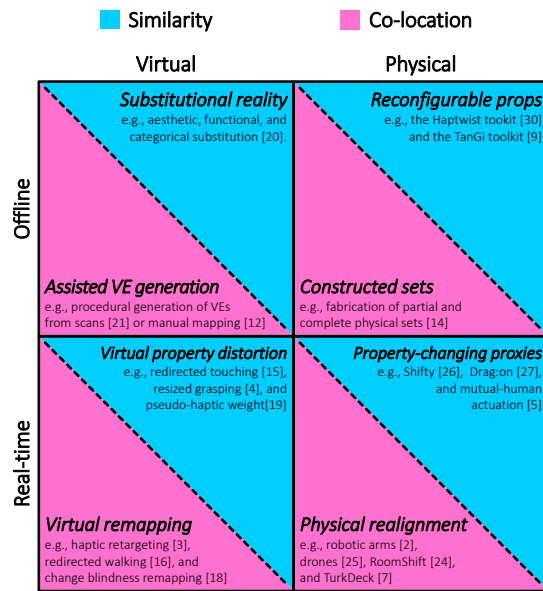 Similarity
Co-location
Virtual
Physical
Offline
Substitutional reality
e.g., aesthetic, functional, and
categorical substitution [20].
Assisted VE generation
e.g., procedural generation of VEs
from scans [21] or manual mapping [12]
Reconfigurable props
e.g., the Haptwist tookit [30]
and the TanGi toolkit [9]
Constructed sets
e.g., fabrication of partial and
complete physical sets [14]
Real-time
Virtual property distortion
e.g., redirected touching [15],
resized grasping [4], and
pseudo-haptic weight[19]
Virtual remapping
e.g., haptic retargeting [3],
redirected walking [16], and
change blindness remapping [18]
Property-changing proxies
e.g., Shifty [26], Drag:on [27],
and mutual-human
actuation [5]
Physical realignment
e.g., robotic arms [2],
drones [25], RoomShift [24],
and TurkDeck [7]